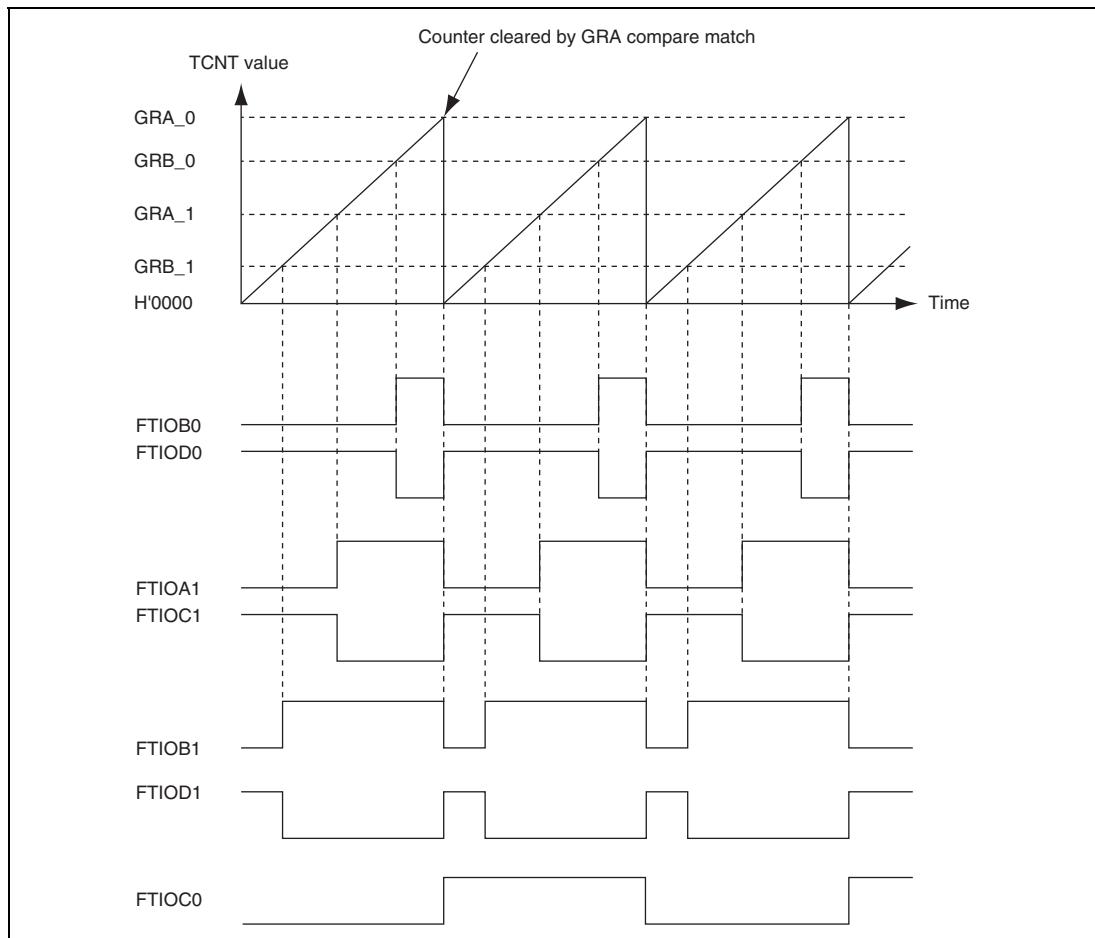 Counter cleared by GRA compare match
TCNT value
GRA_0
GRB_0
GRA_1
GRB_1
H'0000
Time
FTIOB0
FTIOD0
FTIOA1
FTIOC1
FTIOB1
FTIOD1
FTIOC0